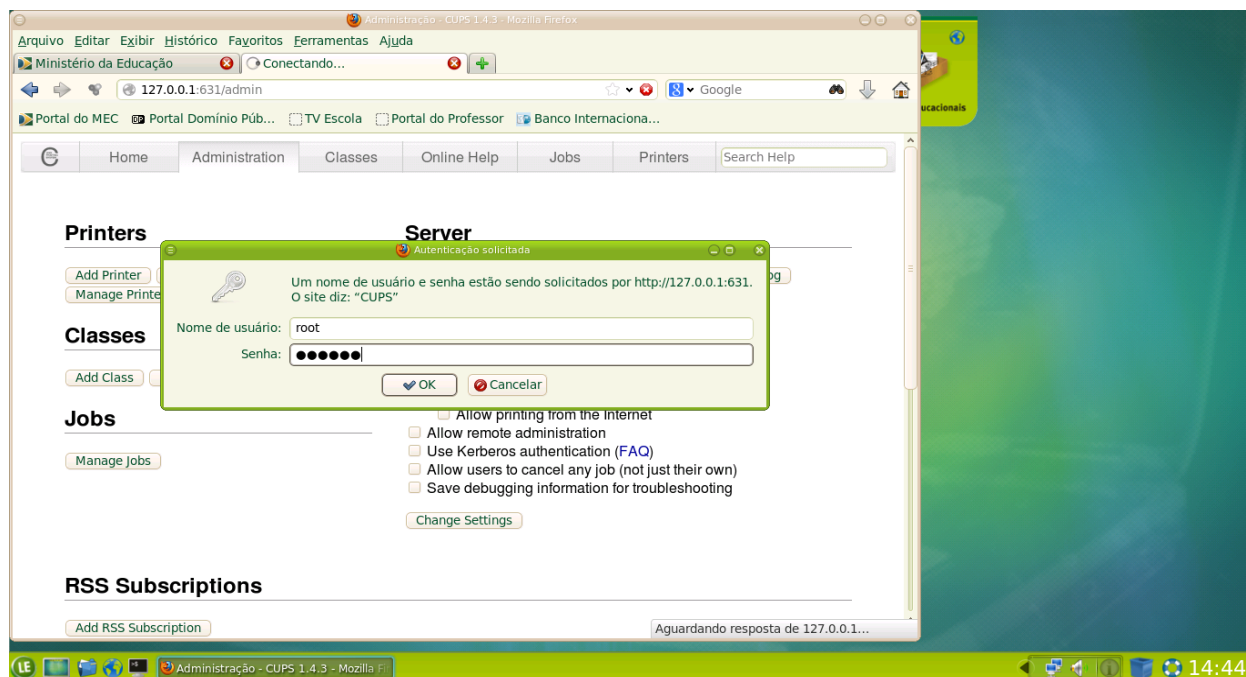 Administração - CUPS 1.4.3 - Mozilla Firefox
Arquivo Editar Exibir Histórico Favoritos Ferramentas Ajuda
Ministério da Educação Conectando...
127.0.0.1:631/admin Google
ucacionais
Portal do MEC Portal Domínio Púb... TV Escola Portal do Professor Banco Internaciona...
Home Administration Classes Online Help Jobs Printers Search Help
Printers Server
Autenticação solicitada
Add Printer
Manage Printe
Um nome de usuário e senha estão sendo solicitados por http://127.0.0.1:631.
O site diz: “CUPS”
Nome de usuário: root
Senha: ●●●●●●
OK Cancelar
Classes
Add Class
Allow printing from the Internet
Jobs
Allow remote administration
Use Kerberos authentication (FAQ)
Manage Jobs
Allow users to cancel any job (not just their own)
Save debugging information for troubleshooting
Change Settings
RSS Subscriptions
Add RSS Subscription
Aguardando resposta de 127.0.0.1...
LE Administração - CUPS 1.4.3 - Mozilla Fi 14:44